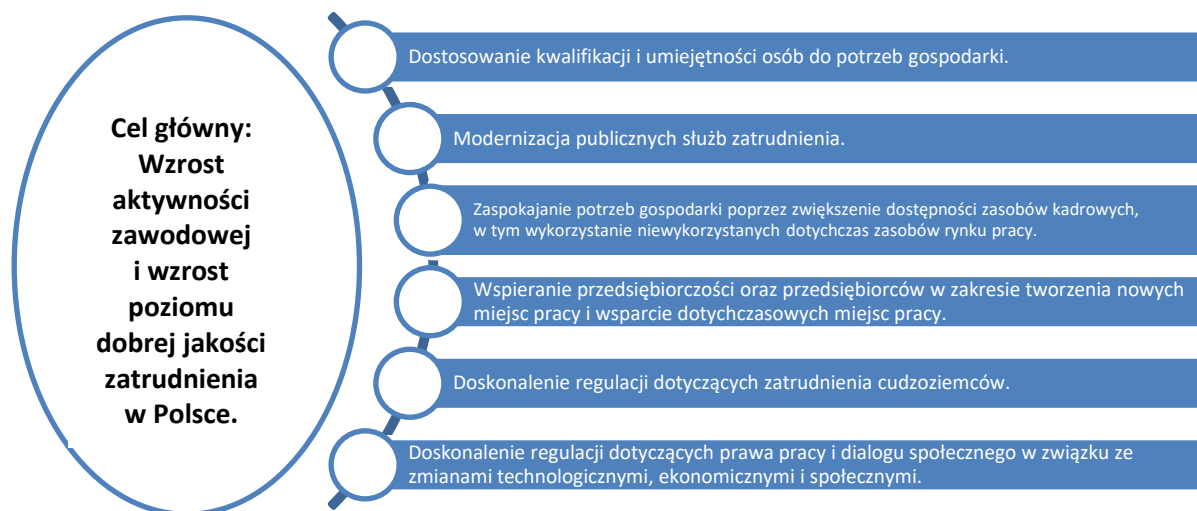 Cel główny:
Wzrost
aktywności
zawodowej
i wzrost
poziomu
dobrej jakości
zatrudnienia
w Polsce.
Dostosowanie kwalifikacji i umiejętności osób do potrzeb gospodarki.
Modernizacja publicznych służb zatrudnienia.
Zaspokajanie potrzeb gospodarki poprzez zwiększenie dostępności zasobów kadrowych,
w tym wykorzystanie niewykorzystanych dotychczas zasobów rynku pracy.
Wspieranie przedsiębiorczości oraz przedsiębiorców w zakresie tworzenia nowych
miejsc pracy i wsparcie dotychczasowych miejsc pracy.
Doskonalenie regulacji dotyczących zatrudnienia cudzoziemców.
Doskonalenie regulacji dotyczących prawa pracy i dialogu społecznego w związku ze
zmianami technologicznymi, ekonomicznymi i społecznymi.